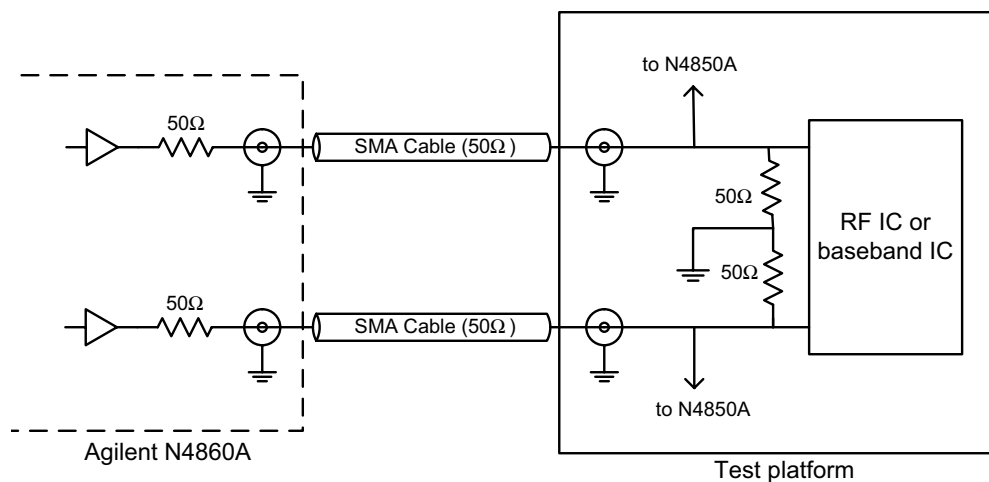 to N4850A
50Ω
SMA Cable (50Ω )
50Ω
RF IC or
baseband IC
50Ω
50Ω
SMA Cable (50Ω )
to N4850A
Agilent N4860A
Test platform